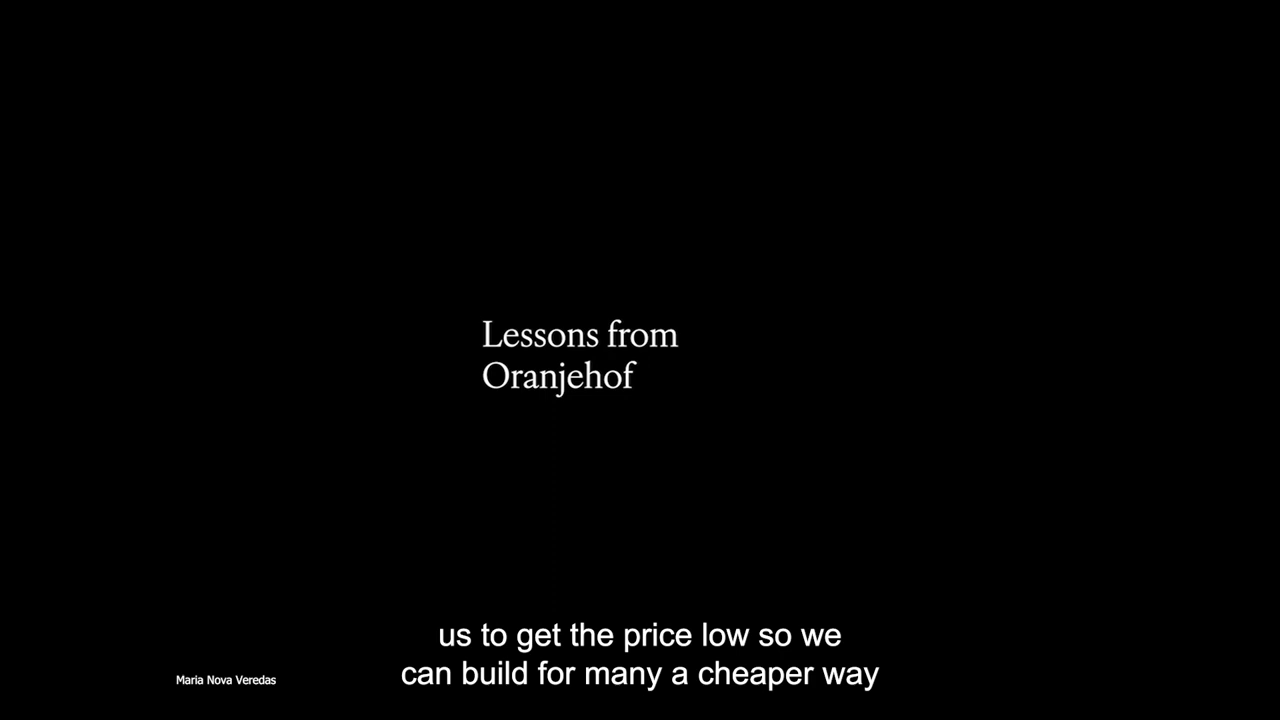 Lessons from
Oranjehof
us to get the price low so we
can build for many a cheaper way
Maria Nova Veredas